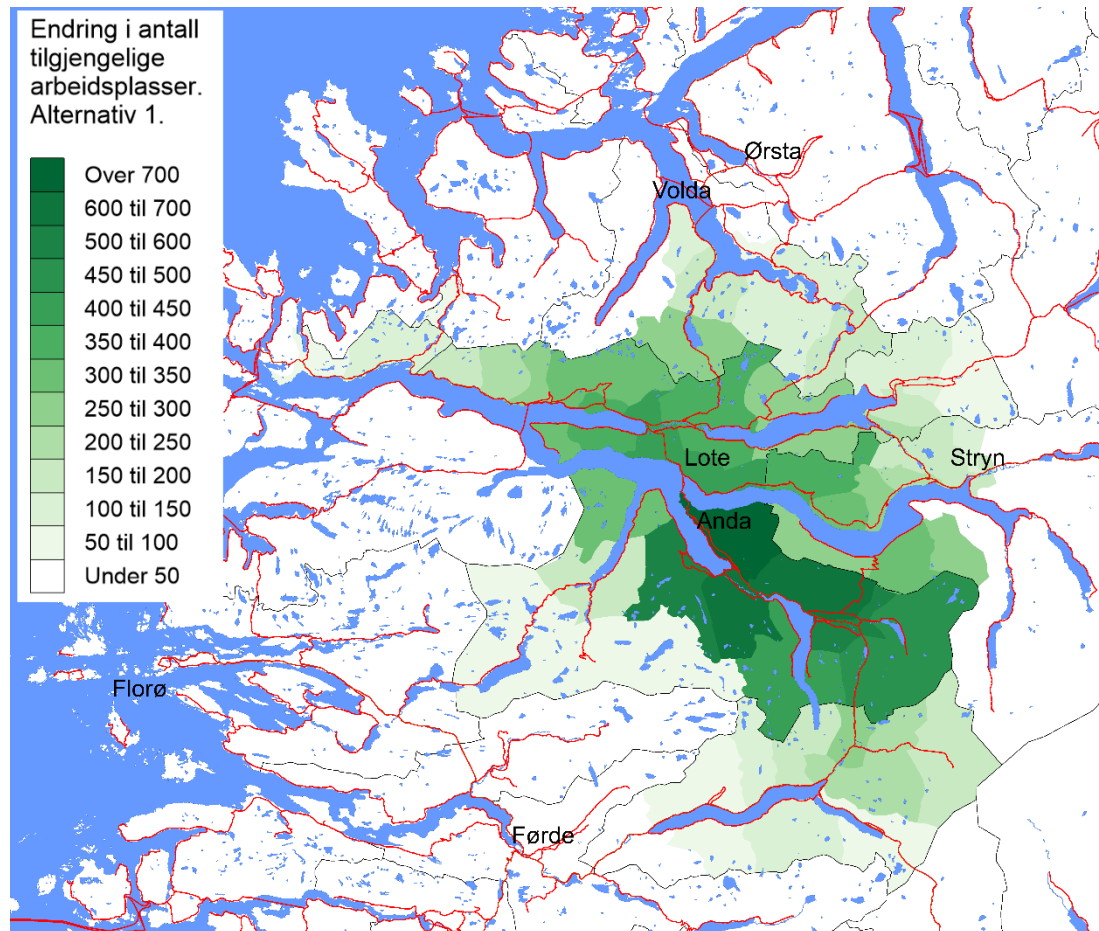 Endring i antall
tilgjengelige
arbeidsplasser.
Alternativ 1.
Over 700
600 til 700
500 til 600
450 til 500
400 til 450
350 til 400
300 til 350
250 til 300
200 til 250
150 til 200
100 til 150
50 til 100
Under 50
Ørsta
Volda
Lote
Stryn
Anda
Florø
Førde